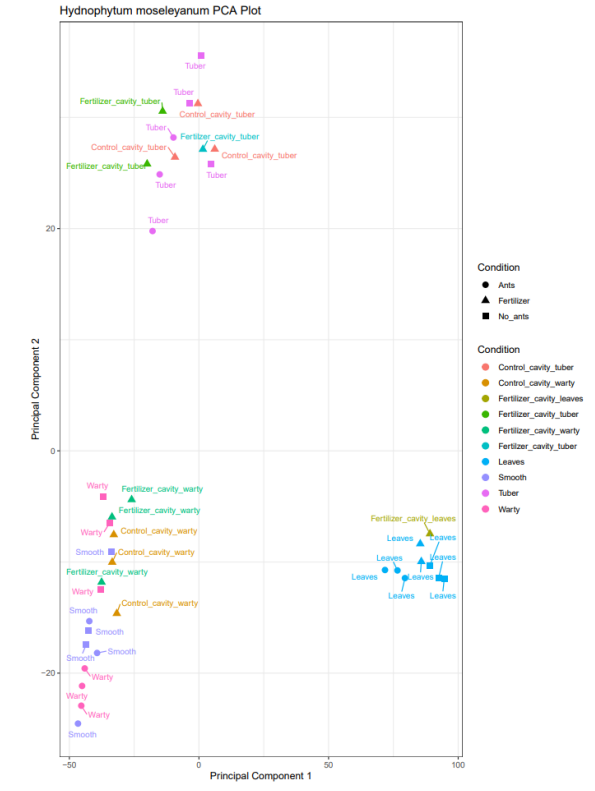 Hydnophytum moseleyanum PCA Plot
Tuber
Tuber
Fertilizer_cavity_tuber
Control_cavity_tuber
Tuber
Fertilzer_cavity_tuber
Control_cavity_tuber
Control_cavity_tuber
Fertilizer_cavity_tuber
Tuber
Tuber
Tuber
20
Principal Component 2
0
Warty
Fertilizer_cavity_warty
Fertilizer_cavity_warty
Warty
Control_cavity_warty
Smooth
Control_cavity_warty
Fertilizer_cavity_warty
Warty
Control_cavity_warty
Smooth
Smooth
Smooth
Smooth
Warty
Warty
Warty
Smooth
Fertilizer_cavity_leaves
Leaves
Leaves
Leaves
Leaves
Leaves
Leaves
Leaves
Leaves
−20
−50
0
50
100
Principal Component 1
Condition
Ants
Fertilizer
No_ants
Condition
Control_cavity_tuber
Control_cavity_warty
Fertilizer_cavity_leaves
Fertilizer_cavity_tuber
Fertilizer_cavity_warty
Fertilzer_cavity_tuber
Leaves
Smooth
Tuber
Warty